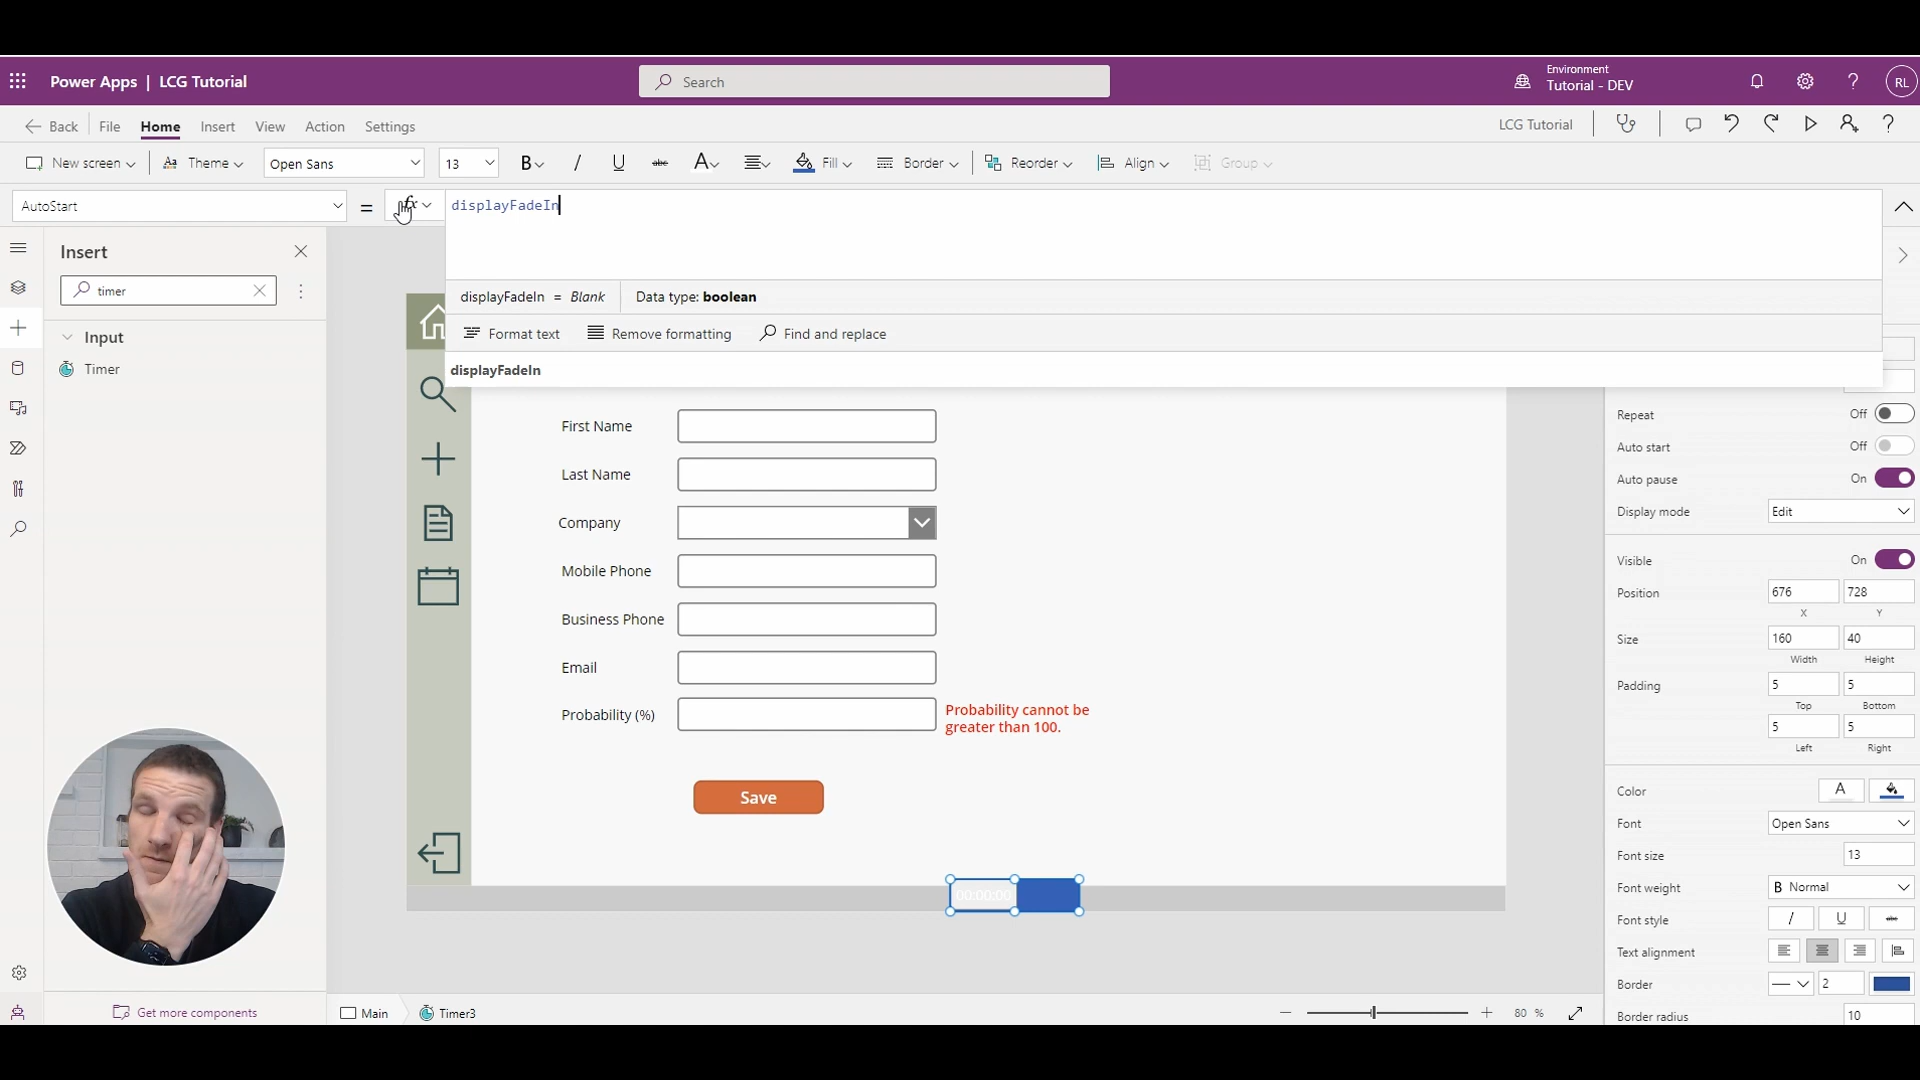 Power Apps | LCG Tutorial
Search
Environment
Tutorial - DEV
RL
Back
File
Home
Insert
View
Action
Settings
LCG Tutorial
New screen
Theme
Open Sans
13
B
Fill
Border
Reorder
Align
Group
AutoStart
=
fx
displayFadeIn
Insert
timer
Input
Timer
displayFadeIn = Blank
Data type: boolean
Format text
Remove formatting
Find and replace
displayFadeIn
First Name
Last Name
Company
Mobile Phone
Business Phone
Email
Probability (%)
Probability cannot be
greater than 100.
Save
00:00:00
Repeat
Off
Auto start
Off
Auto pause
On
Display mode
Edit
Visible
On
Position
676
728
X
Y
Size
160
40
Width
Height
Padding
5
5
Top
Bottom
5
5
Left
Right
Color
A
Font
Open Sans
Font size
13
Font weight
B Normal
Font style
/
U
abc
Text alignment
Border
2
Border radius
10
Get more components
Main
Timer3
80 %